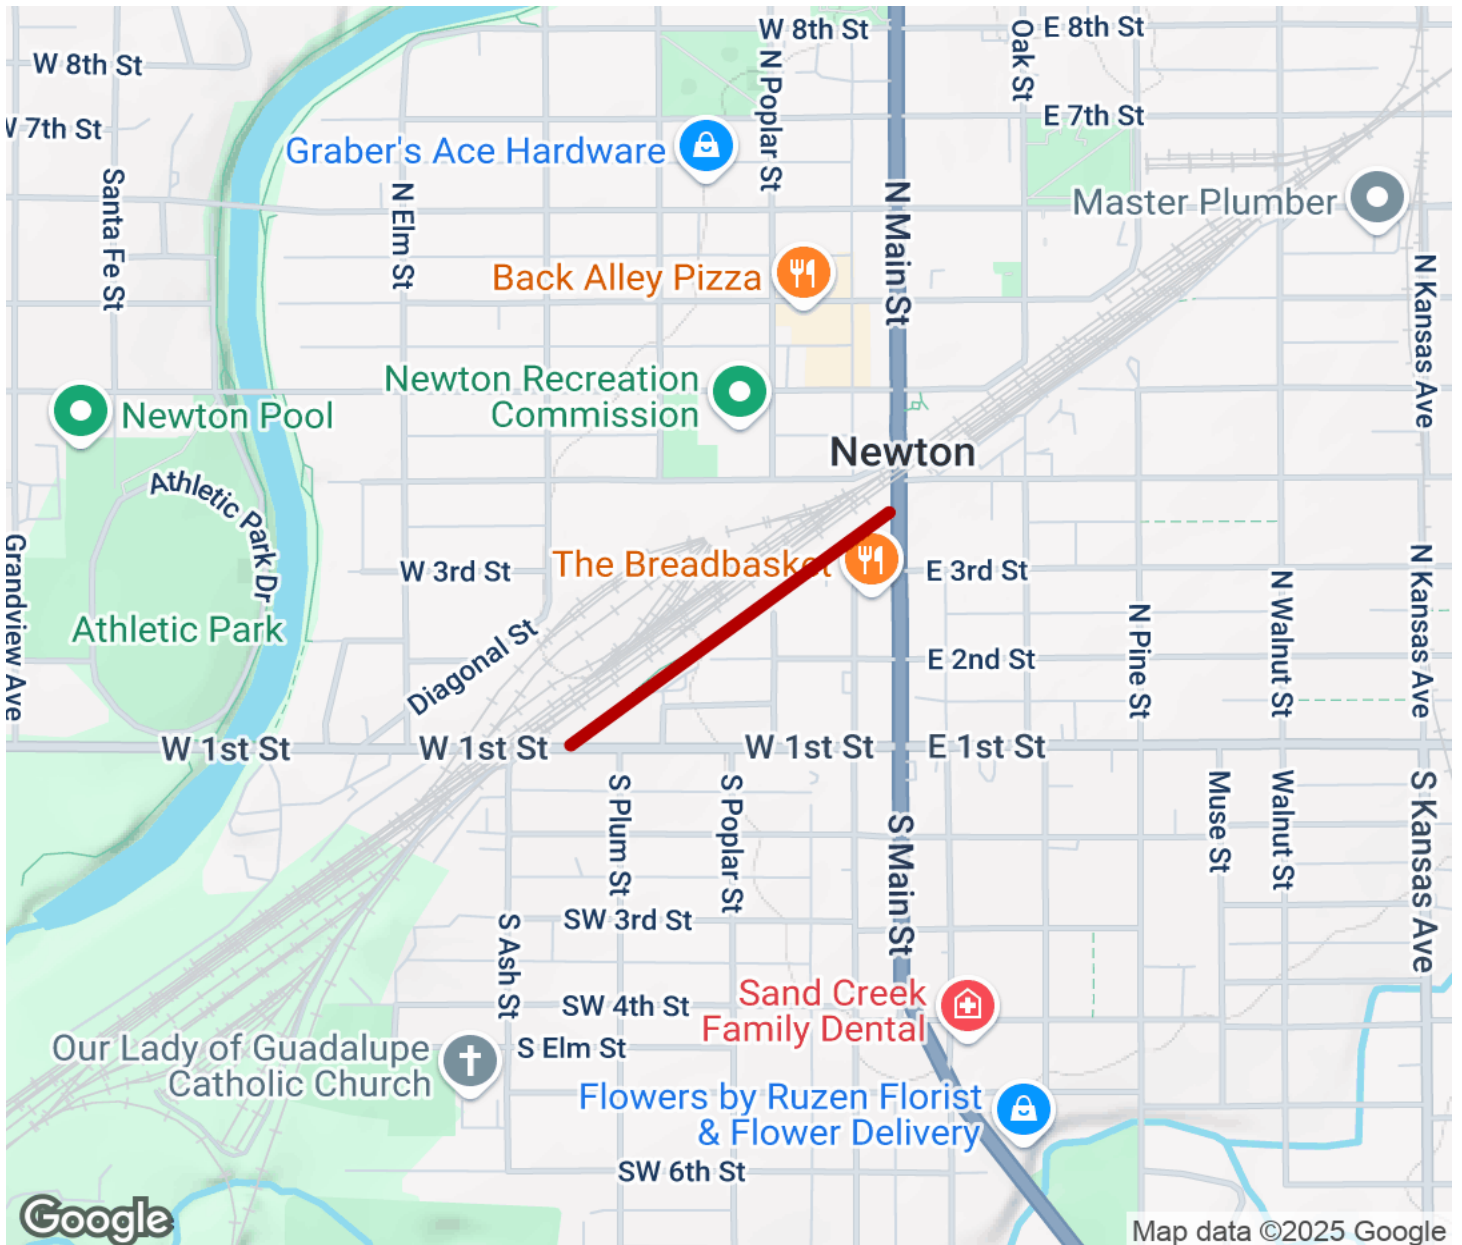 W 8th St
E 8th St
W 8th St
N Poplar St
Oak St
E 7th St
W 7th St
Graber's Ace Hardware
Santa Fe St
N Elm St
N Main St
Master Plumber
Back Alley Pizza
N Kansas Ave
Newton Recreation
Commission
Newton Pool
Newton
Athletic Park Dr
Grandview Ave
W 3rd St
The Breadbasket
E 3rd St
N Kansas Ave
N Walnut St
N Pine St
Athletic Park
Diagonal St
E 2nd St
W 1st St
W 1st St
W 1st St
E 1st St
S Plum St
S Poplar St
S Main St
Muse St
Walnut St
S Kansas Ave
SW 3rd St
S Ash St
Sand Creek
Family Dental
SW 4th St
S Elm St
Our Lady of Guadalupe
Catholic Church
Flowers by Ruzen Florist
& Flower Delivery
SW 6th St
Google
Map data ©2025 Google